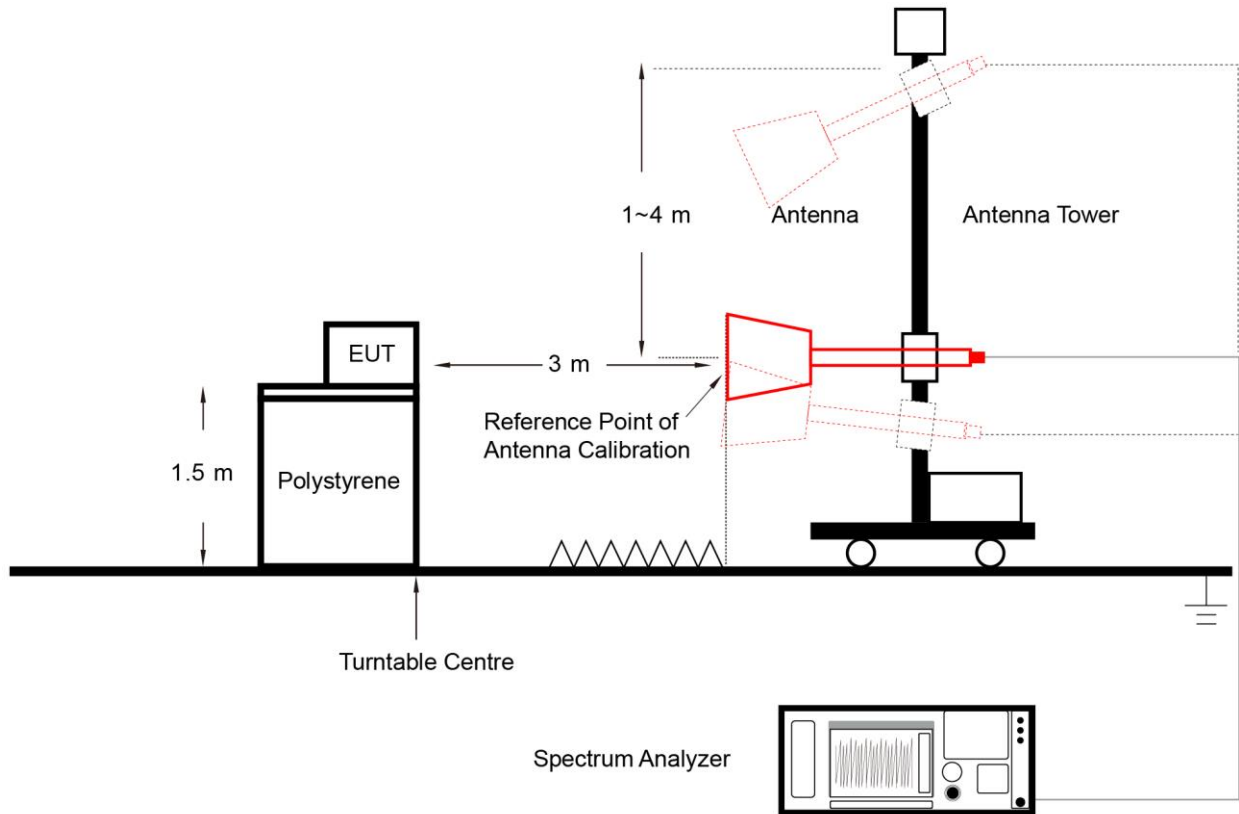 1~4 m
Antenna
Antenna Tower
EUT
3 m
Reference Point of
Antenna Calibration
1.5 m
Polystyrene
Turntable Centre
Spectrum Analyzer